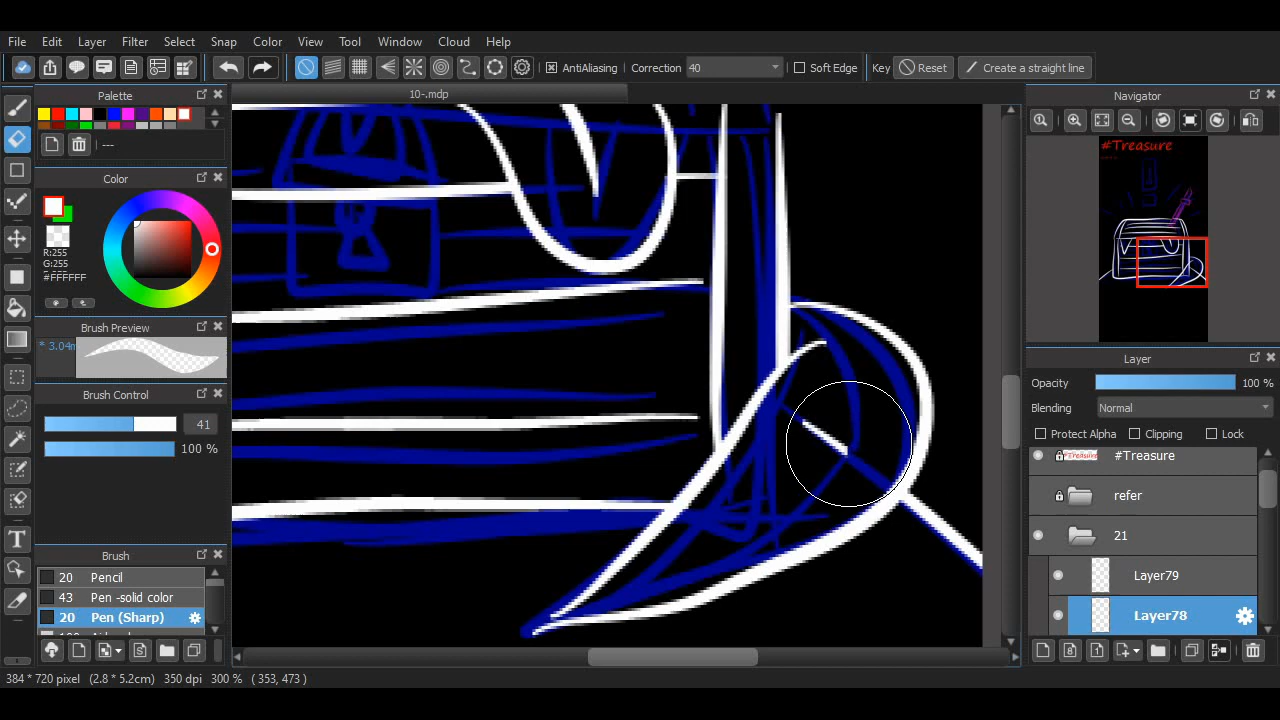 File Edit Layer Filter Select Snap Color View Tool Window Cloud Help
AntiAliasing Correction 40 Soft Edge Key Reset Create a straight line
Palette
---
Color
R:255
G:255
B:255
#FFFFFF
Brush Preview
* 3.04m
Brush Control
41
100 %
Brush
20 Pencil
43 Pen -solid color
20 Pen (Sharp)
10-.mdp
Navigator
#Treasure
Layer
Opacity 100 %
Blending Normal
Protect Alpha Clipping Lock
#Treasure
refer
21
Layer79
Layer78
384 * 720 pixel (2.8 * 5.2cm) 350 dpi 300 % ( 353, 473 )